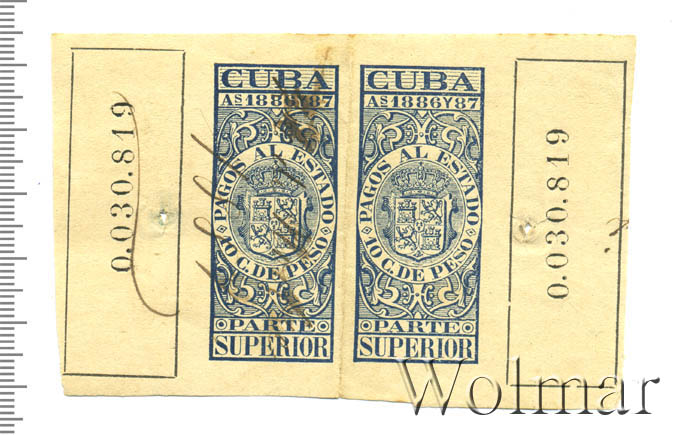 0.030.819
CUBA
As 1886 Y 87
PAGOS AL ESTADO
10 C. DE PESO
PARTE
SUPERIOR
CUBA
As 1886 Y 87
PAGOS AL ESTADO
10 C. DE PESO
PARTE
SUPERIOR
0.030.819
Wolmar